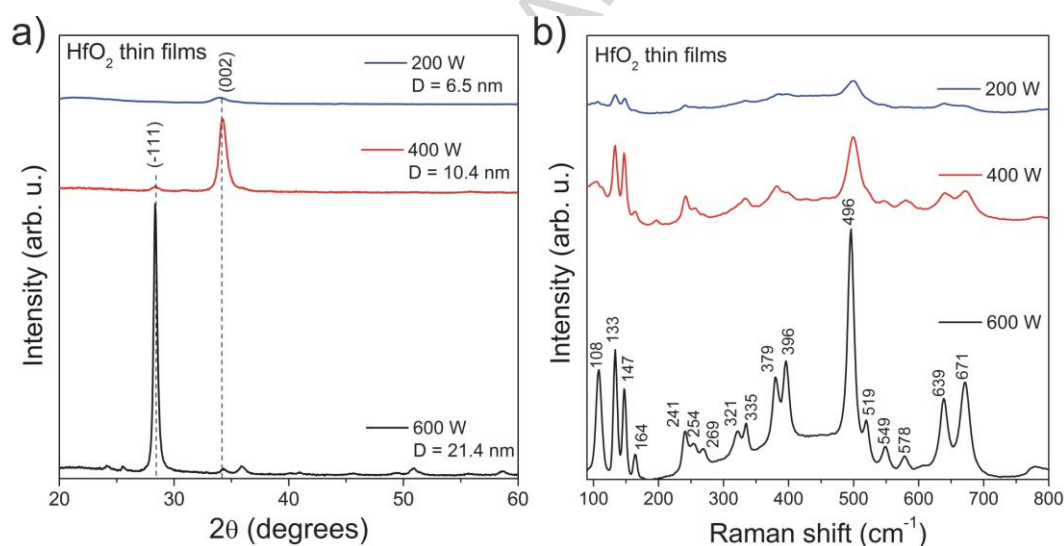 a)
HfO₂ thin films
200 W
D = 6.5 nm
(002)
400 W
D = 10.4 nm
(-111)
600 W
D = 21.4 nm
Intensity (arb. u.)
20 30 40 50 60
2θ (degrees)
b)
HfO₂ thin films
200 W
400 W
600 W
108
133
147
164
241
254
269
321
335
379
396
496
519
549
578
639
671
Intensity (arb. u.)
100 200 300 400 500 600 700 800
Raman shift (cm⁻¹)